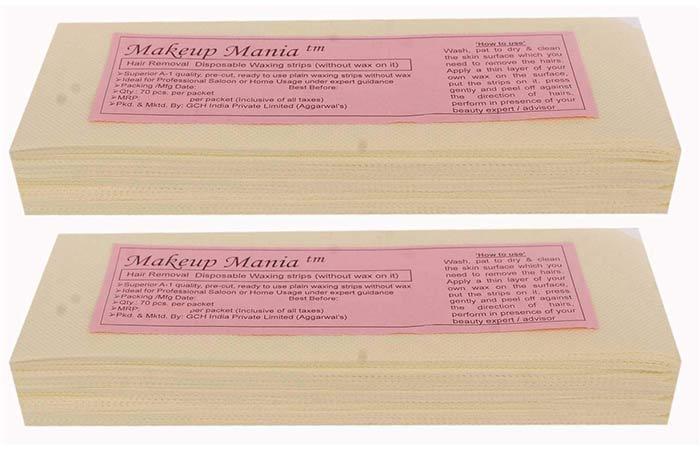 Makeup Mania ™
Hair Removal Disposable Waxing strips (without wax on it)
➢Superior A-1 quality, pre-cut, ready to use plain waxing strips without wax
➢Ideal for Professional Saloon or Home Usage under expert guidance
➢Packing /Mfg Date: Best Before:
➢Qty.: 70 pcs. per packet
➢MRP: per packet (Inclusive of all taxes)
➢Pkd. & Mktd. By: GCH India Private Limited (Aggarwal's)
'How to use'
Wash, pat to dry & clean
the skin surface which you
need to remove the hairs.
Apply a thin layer of your
own wax on the surface,
put the strips on it, press
gently and peel off against
the direction of hairs,
perform in presence of your
beauty expert / advisor
Makeup Mania ™
Hair Removal Disposable Waxing strips (without wax on it)
➢Superior A-1 quality, pre-cut, ready to use plain waxing strips without wax
➢Ideal for Professional Saloon or Home Usage under expert guidance
➢Packing /Mfg Date: Best Before:
➢Qty.: 70 pcs. per packet
➢MRP: per packet (Inclusive of all taxes)
➢Pkd. & Mktd. By: GCH India Private Limited (Aggarwal's)
'How to use'
Wash, pat to dry & clean
the skin surface which you
need to remove the hairs.
Apply a thin layer of your
own wax on the surface,
put the strips on it, press
gently and peel off against
the direction of hairs,
perform in presence of your
beauty expert / advisor